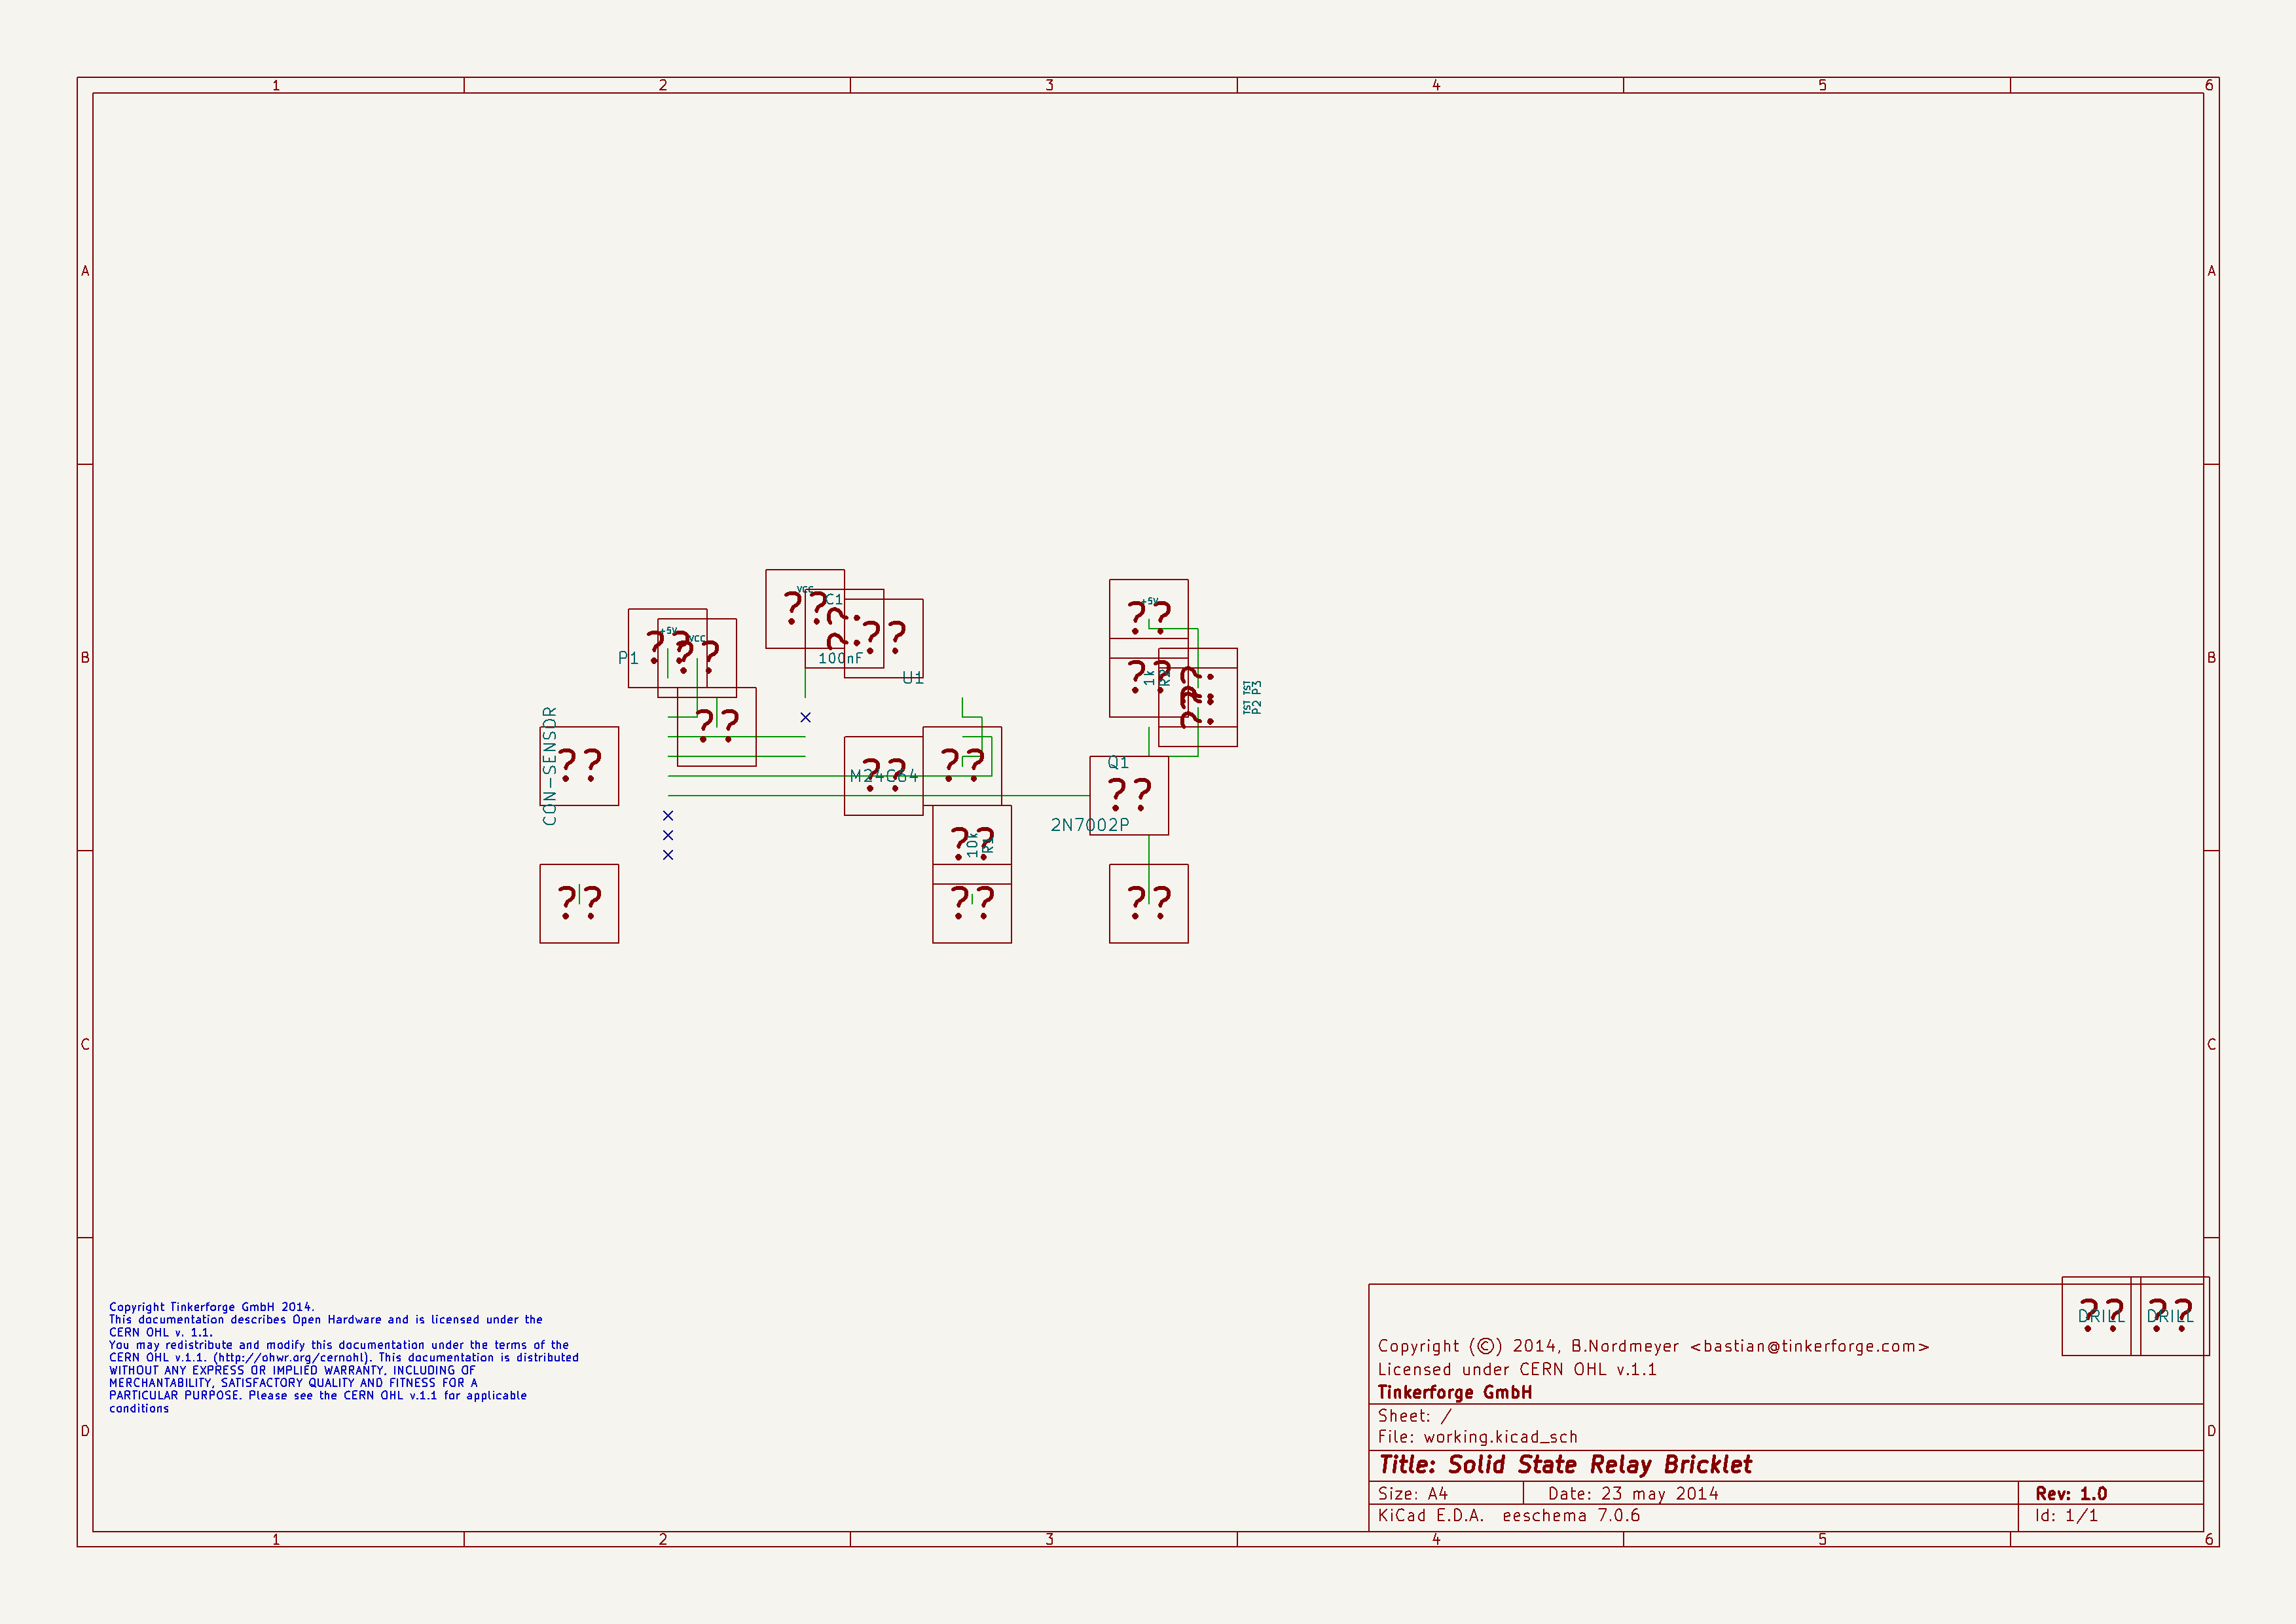 1 2 3 4 5 6
A A
B B
C C
D D
VCC
C1
??
100nF
+5V
VCC
P1
??
U1
+5V
??
1k
TST TST
P2 P3
CON-SENSOR
??
M24C64
??
Q1
??
2N7002P
??
10k
R1
??
??
??
DRILL DRILL
?? ??
Copyright Tinkerforge GmbH 2014.
This documentation describes Open Hardware and is licensed under the
CERN OHL v. 1.1.
You may redistribute and modify this documentation under the terms of the
CERN OHL v.1.1. (http://ohwr.org/cernohl). This documentation is distributed
WITHOUT ANY EXPRESS OR IMPLIED WARRANTY, INCLUDING OF
MERCHANTABILITY, SATISFACTORY QUALITY AND FITNESS FOR A
PARTICULAR PURPOSE. Please see the CERN OHL v.1.1 for applicable
conditions
Copyright (©) 2014, B.Nordmeyer <bastian@tinkerforge.com>
Licensed under CERN OHL v.1.1
Tinkerforge GmbH
Sheet: /
File: working.kicad_sch
Title: Solid State Relay Bricklet
Size: A4 Date: 23 may 2014 Rev: 1.0
KiCad E.D.A. eeschema 7.0.6 Id: 1/1
1 2 3 4 5 6